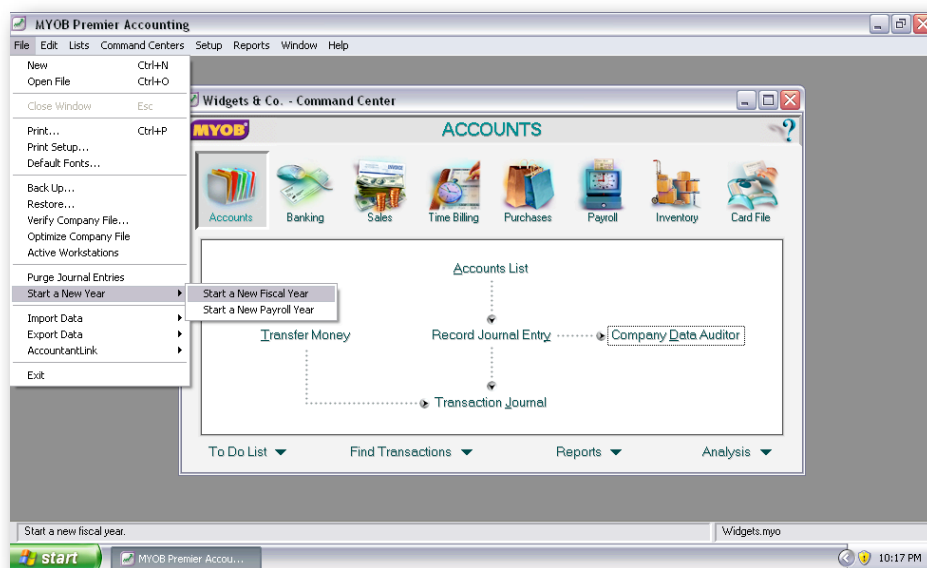 MYOB Premier Accounting
File Edit Lists Command Centers Setup Reports Window Help
New Ctrl+N
Open File Ctrl+O
Close Window Esc
Print... Ctrl+P
Print Setup...
Default Fonts...
Back Up...
Restore...
Verify Company File...
Optimize Company File
Active Workstations
Purge Journal Entries
Start a New Year
Start a New Fiscal Year
Start a New Payroll Year
Import Data
Export Data
AccountantLink
Exit
Widgets & Co. - Command Center
MYOB
ACCOUNTS
?
Accounts Banking Sales Time Billing Purchases Payroll Inventory Card File
Accounts List
Transfer Money Record Journal Entry Company Data Auditor
Transaction Journal
To Do List Find Transactions Reports Analysis
Start a new fiscal year. Widgets.myo
start MYOB Premier Accou... 10:17 PM